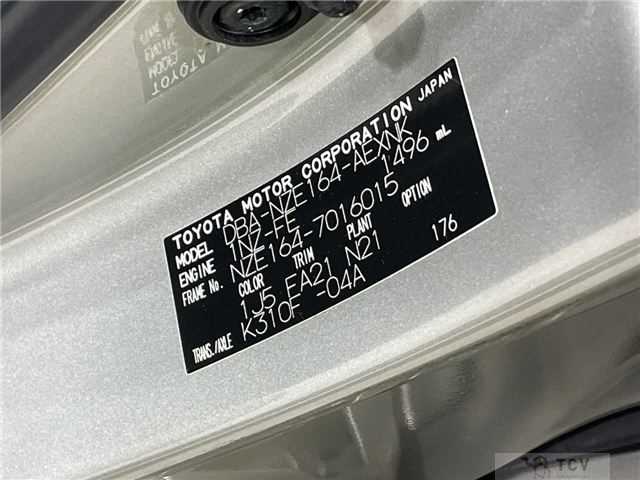 TOYOTA MOTOR CORPORATION JAPAN
MODEL DBA-NZE164-AEXNK
ENGINE 1NZ-FE 1496 mL
FRAME No. NZE164-7016015
COLOR TRIM PLANT OPTION
1J5 FA21 N21 176
TRANS./AXLE K310F -04A
TCV